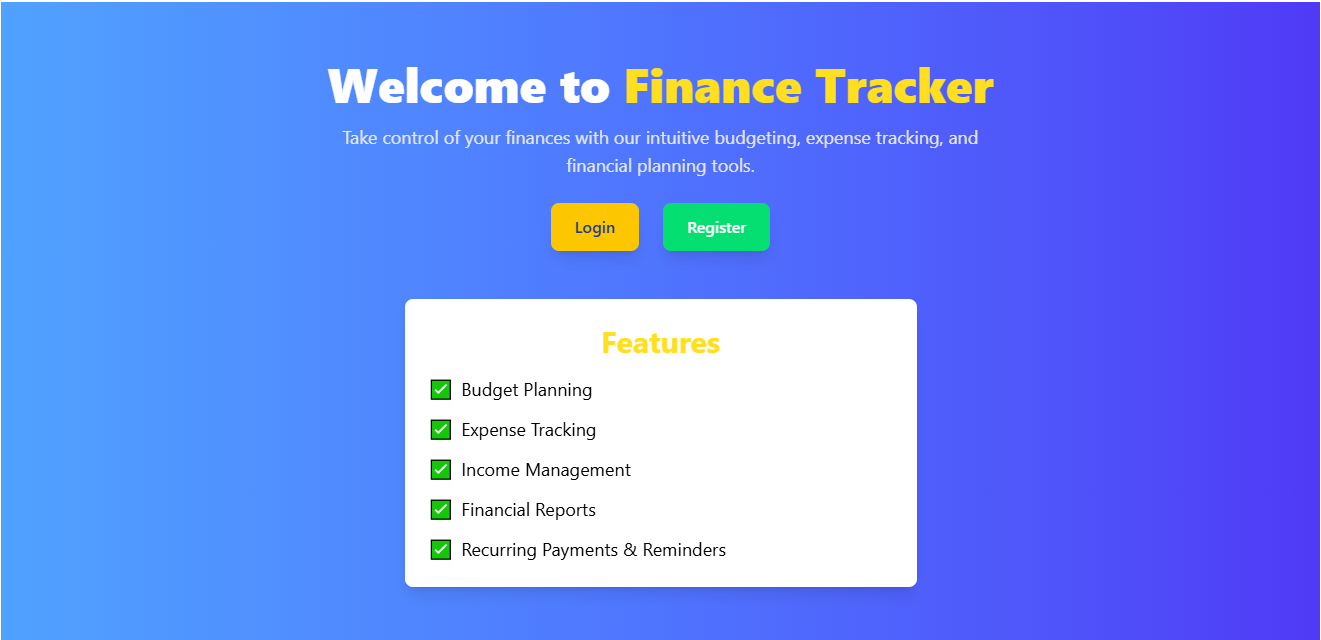 Welcome to Finance Tracker
Take control of your finances with our intuitive budgeting, expense tracking, and
financial planning tools.
Login
Register
Features
Budget Planning
Expense Tracking
Income Management
Financial Reports
Recurring Payments & Reminders